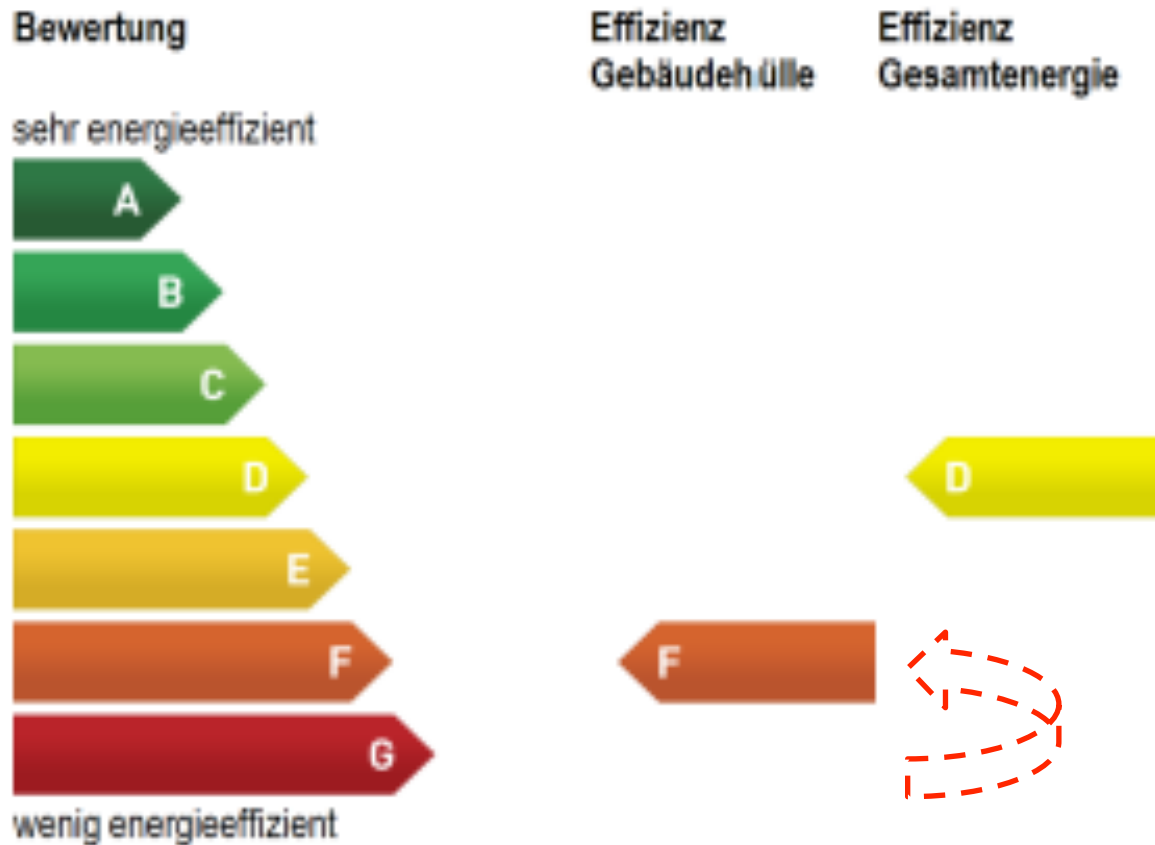 Bewertung
Effizienz
Gebäudehülle
Effizienz
Gesamtenergie
sehr energieeffizient
A
B
C
D
D
E
F
F
G
wenig energieeffizient